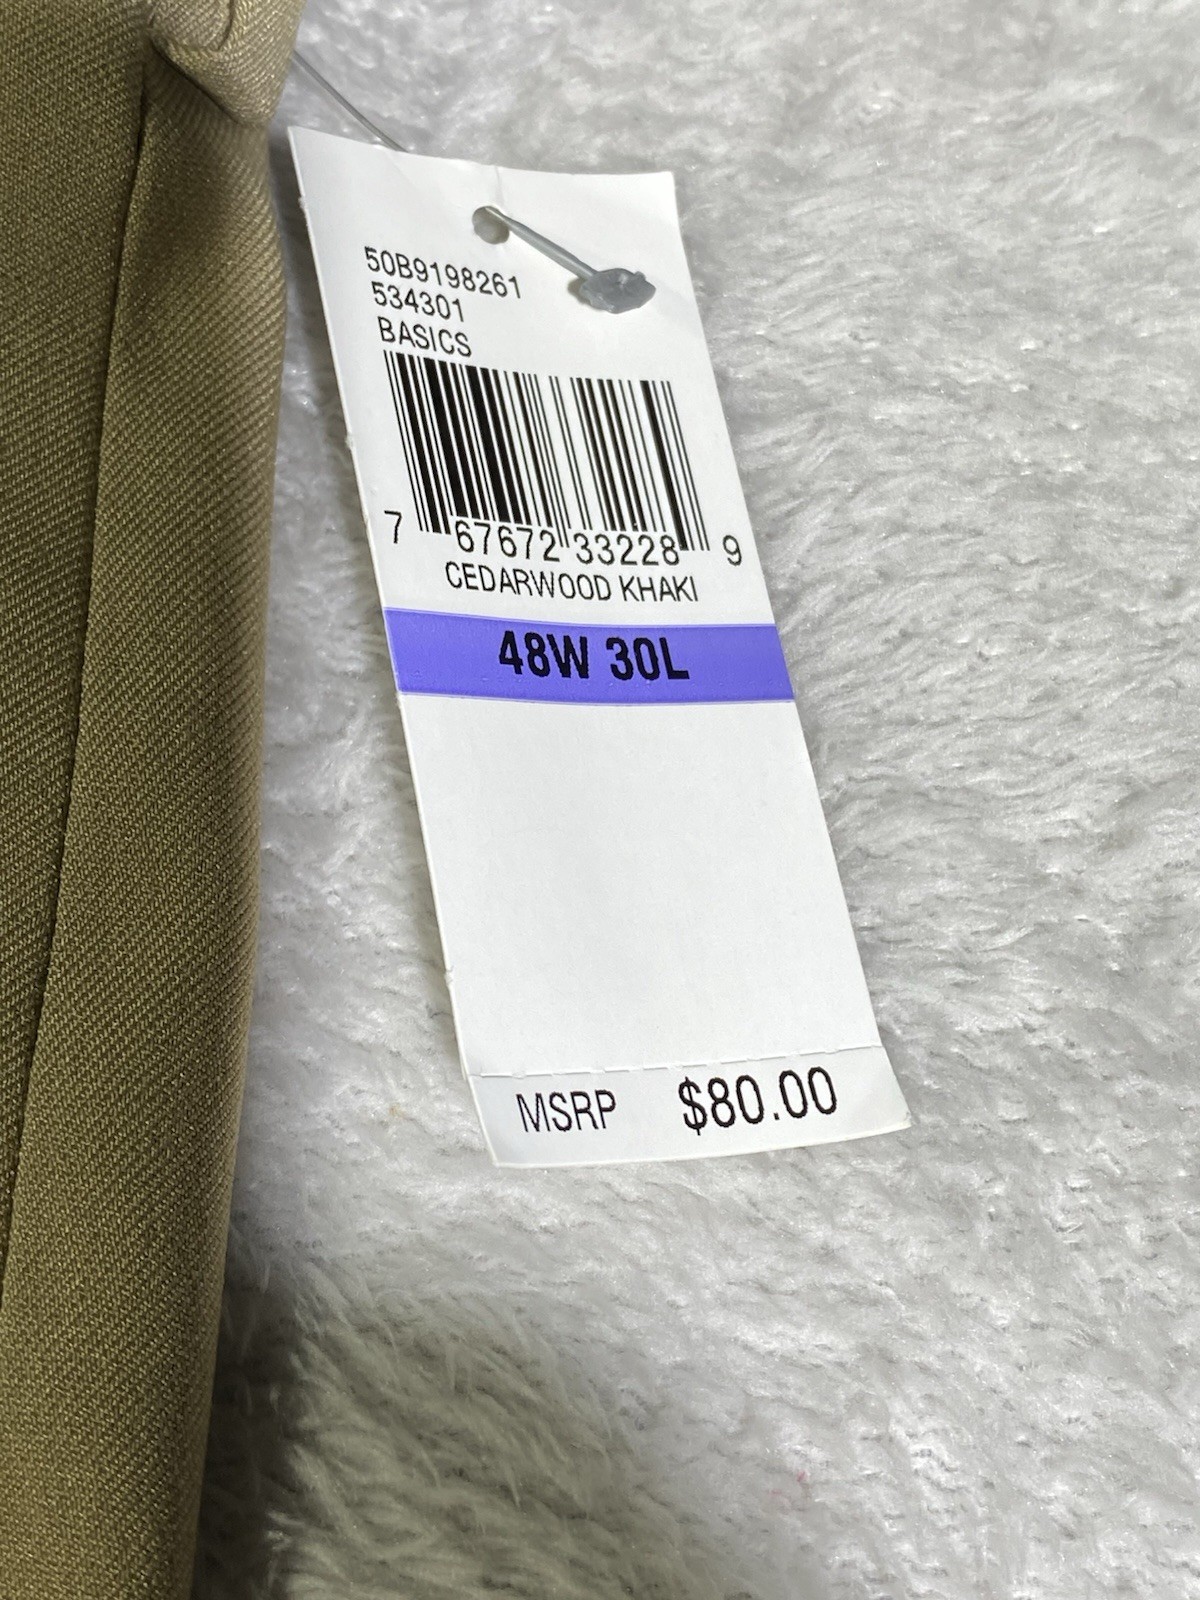 50B9198261
534301
BASICS
7 67672 33228 9
CEDARWOOD KHAKI
48W 30L
MSRP $80.00